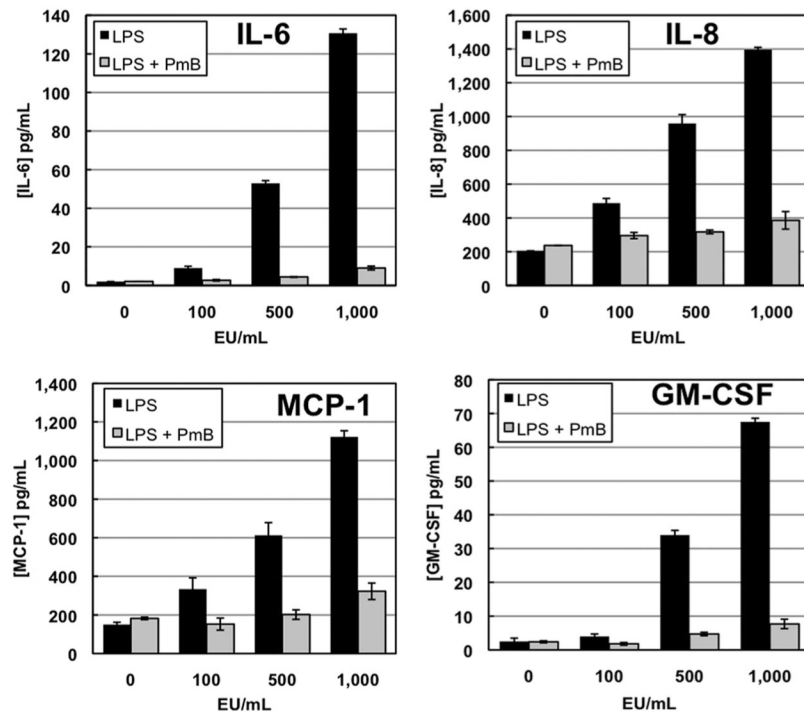 IL-6
LPS
LPS + PmB
[IL-6] pg/mL
140
120
100
80
60
40
20
0
0 100 500 1,000
EU/mL
IL-8
LPS
LPS + PmB
[IL-8] pg/mL
1,600
1,400
1,200
1,000
800
600
400
200
0
0 100 500 1,000
EU/mL
MCP-1
LPS
LPS + PmB
[MCP-1] pg/mL
1,400
1,200
1,000
800
600
400
200
0
0 100 500 1,000
EU/mL
GM-CSF
LPS
LPS + PmB
[GM-CSF] pg/mL
80
70
60
50
40
30
20
10
0
0 100 500 1,000
EU/mL